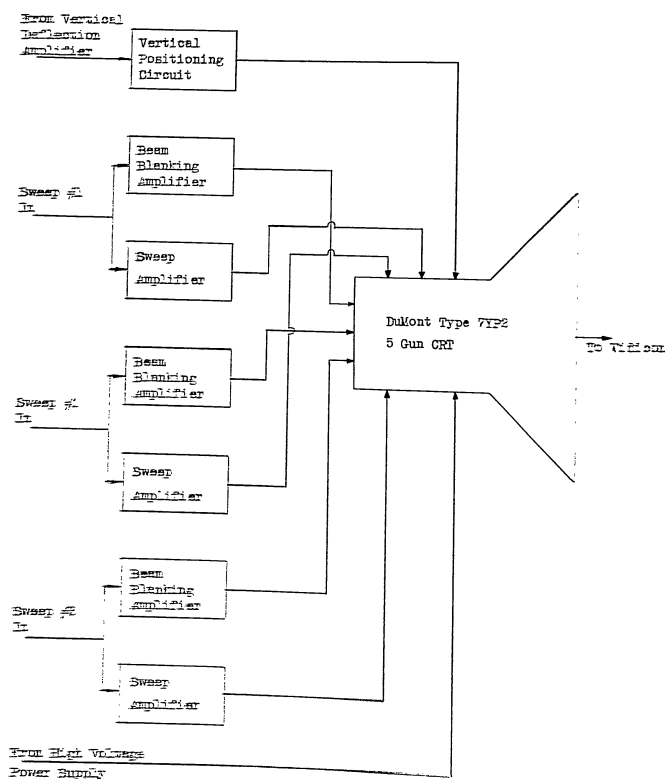 From Vertical
Deflection
Amplifier
Vertical
Positioning
Circuit
Beam
Blanking
Amplifier
Sweep
In
Sweep
Amplifier
DuMont Type 7YP2
5 Gun CRT
To
Beam
Blanking
Amplifier
Sweep
In
Sweep
Amplifier
Beam
Blanking
Amplifier
Sweep
In
Sweep
Amplifier
From High Voltage
Power Supply